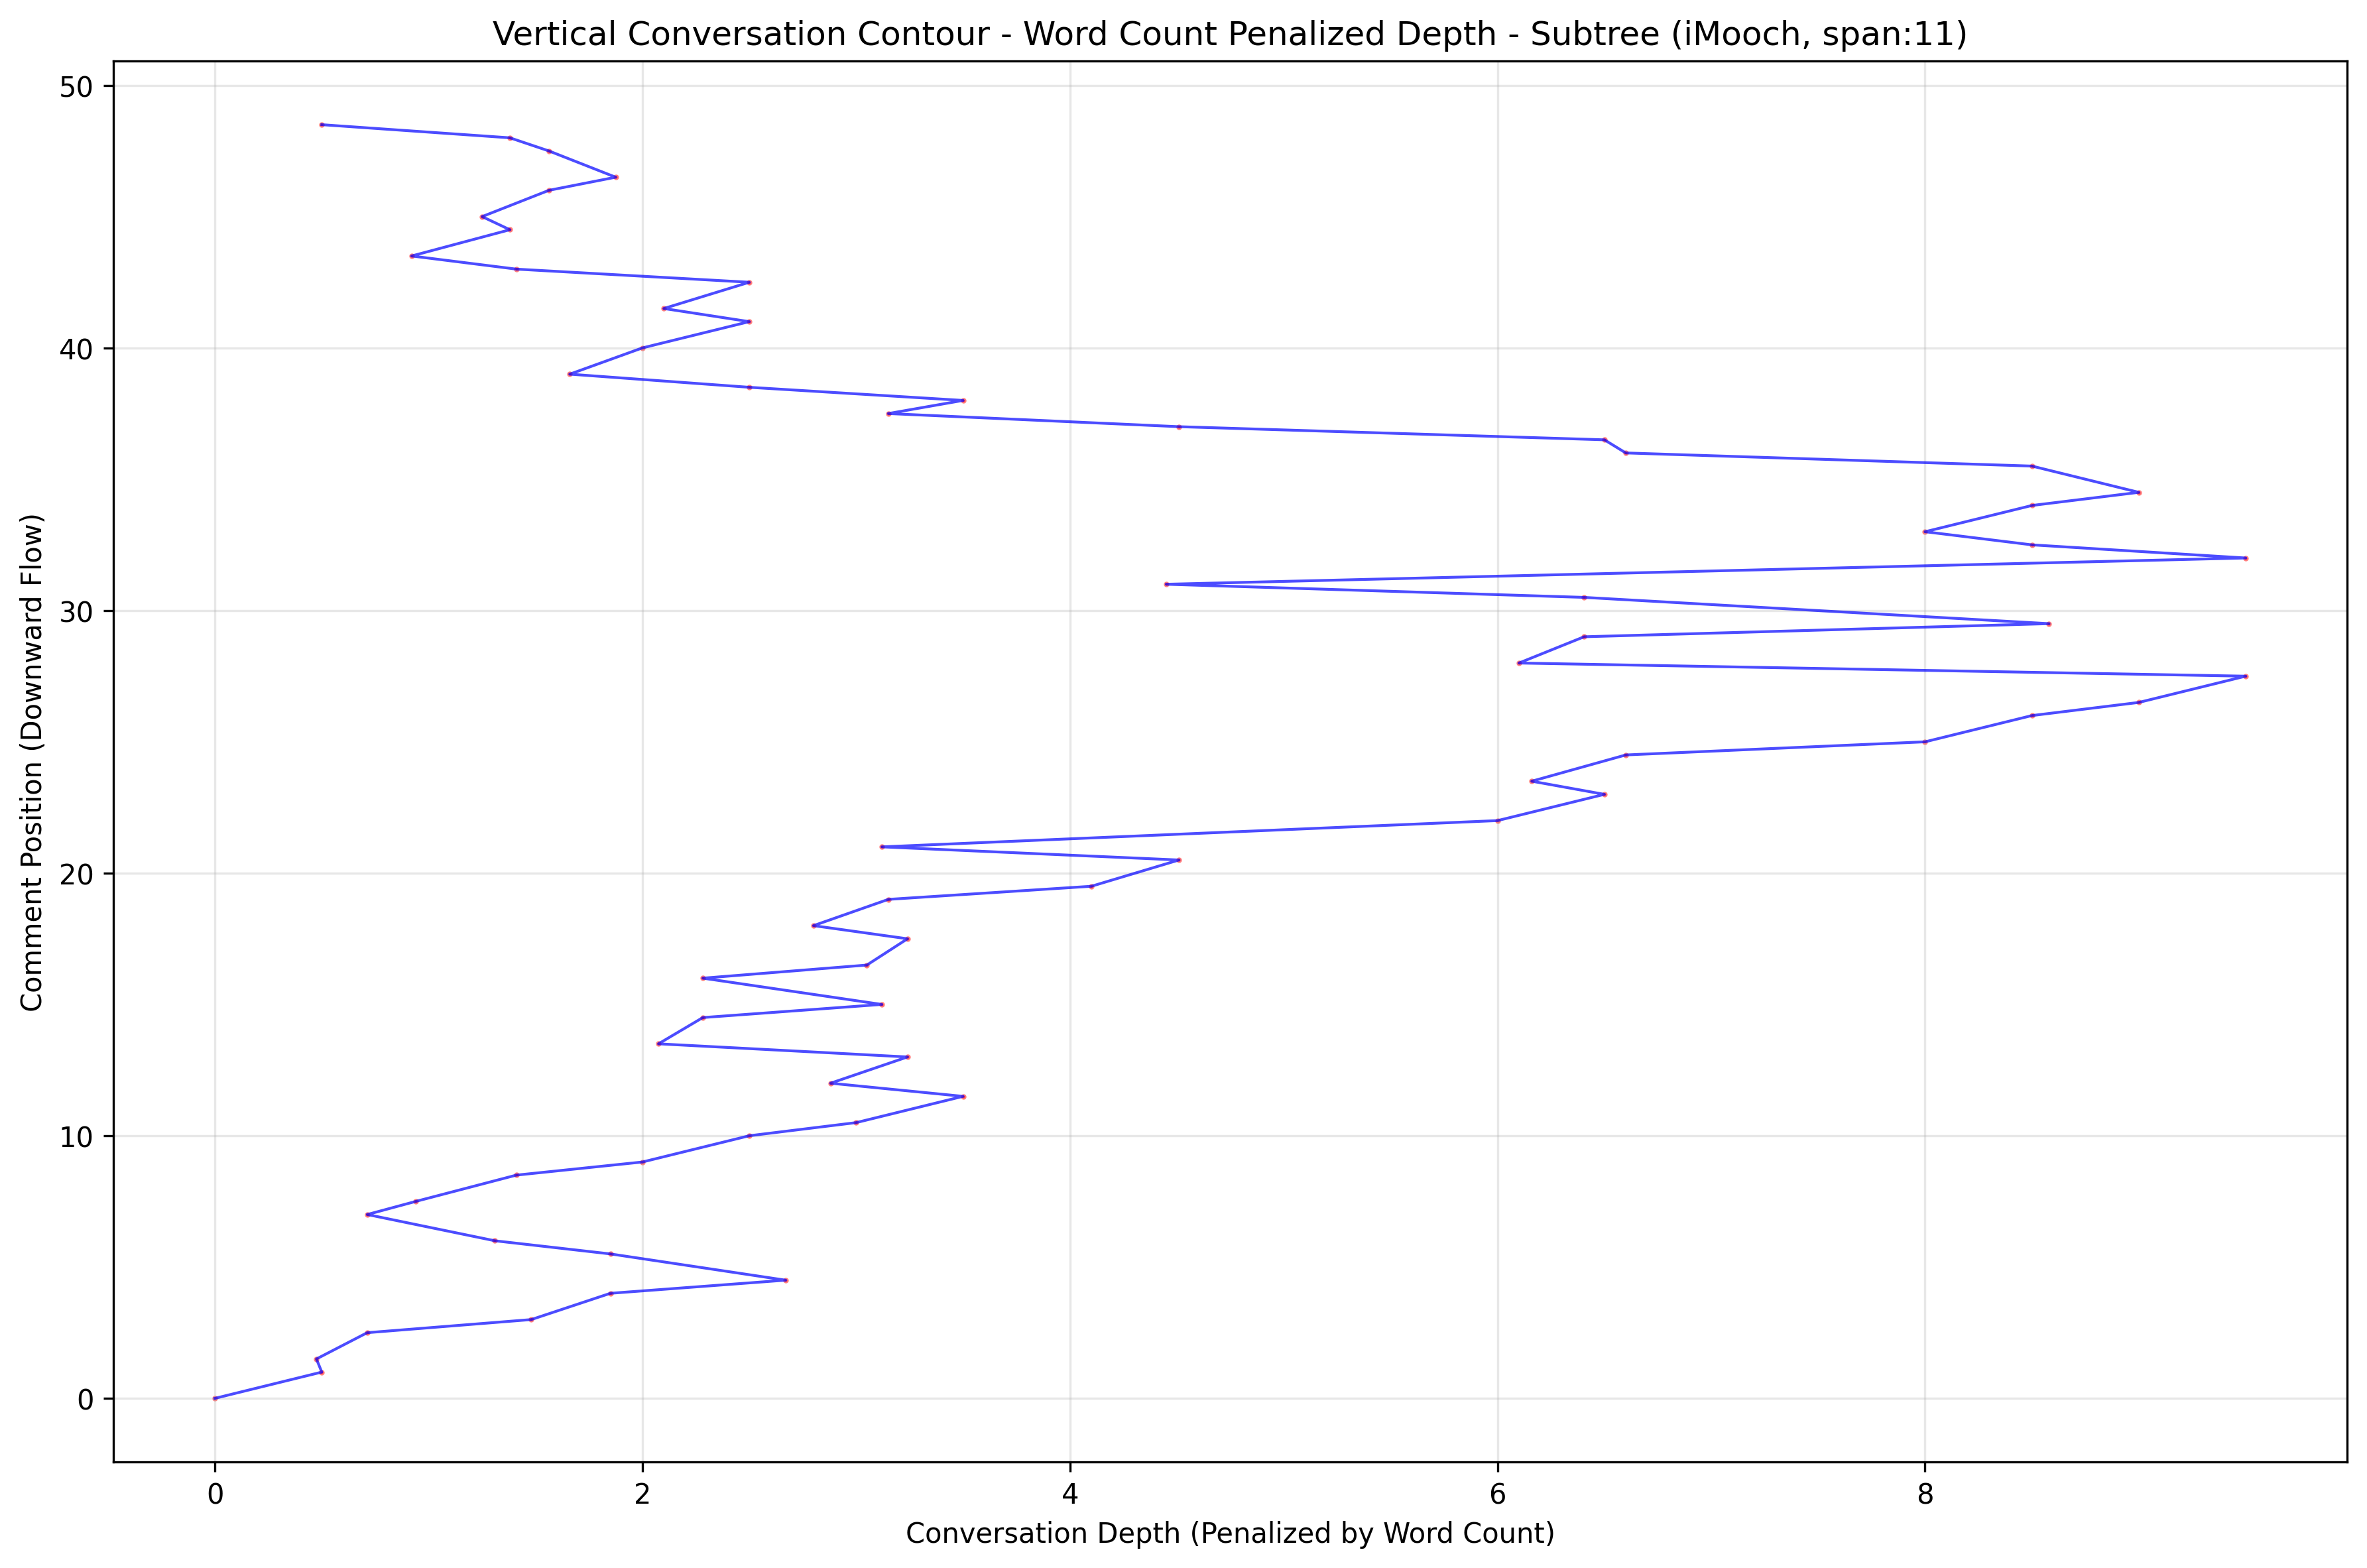 Vertical Conversation Contour - Word Count Penalized Depth - Subtree (iMooch, span:11)
Comment Position (Downward Flow)
50
40
30
20
10
0
0 2 4 6 8
Conversation Depth (Penalized by Word Count)